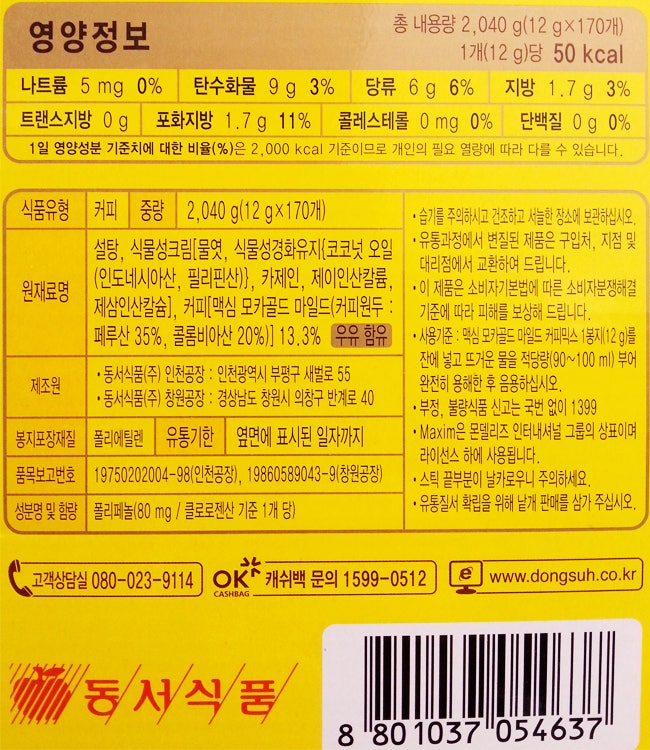 영양정보
총 내용량 2,040 g(12 g×170개)
1개(12 g)당 50 kcal
나트륨 5 mg 0% 탄수화물 9 g 3% 당류 6 g 6% 지방 1.7 g 3%
트랜스지방 0 g 포화지방 1.7 g 11% 콜레스테롤 0 mg 0% 단백질 0 g 0%
1일 영양성분 기준치에 대한 비율(%)은 2,000 kcal 기준이므로 개인의 필요 열량에 따라 다를 수 있습니다.
식품유형 커피 중량 2,040 g(12 g×170개)
원재료명
설탕, 식물성크림[물엿, 식물성경화유지{코코넛 오일
(인도네시아산, 필리핀산)}, 카제인, 제이인산칼륨,
제삼인산칼슘], 커피[맥심 모카골드 마일드(커피원두 :
페루산 35%, 콜롬비아산 20%)] 13.3% 우유 함유
제조원
• 동서식품(주) 인천공장 : 인천광역시 부평구 새벌로 55
• 동서식품(주) 창원공장 : 경상남도 창원시 의창구 반계로 40
봉지포장재질 폴리에틸렌 유통기한 옆면에 표시된 일자까지
품목보고번호 19750202004-98(인천공장), 19860589043-9(창원공장)
성분명 및 함량 폴리페놀(80 mg / 클로로젠산 기준 1개 당)
• 습기를 주의하시고 건조하고 서늘한 장소에 보관하십시오.
• 유통과정에서 변질된 제품은 구입처, 지점 및
대리점에서 교환하여 드립니다.
• 이 제품은 소비자기본법에 따른 소비자분쟁해결
기준에 따라 피해를 보상해 드립니다.
• 사용기준 : 맥심 모카골드 마일드 커피믹스 1봉지(12 g)를
잔에 넣고 뜨거운 물을 적당량(90~100 ml) 부어
완전히 용해한 후 음용하십시오.
• 부정, 불량식품 신고는 국번 없이 1399
• Maxim은 몬델리즈 인터내셔널 그룹의 상표이며
라이선스 하에 사용됩니다.
• 스틱 끝부분이 날카로우니 주의하세요.
• 유통질서 확립을 위해 낱개 판매를 삼가 주십시오.
고객상담실 080-023-9114
OK CASHBAG 캐쉬백 문의 1599-0512
e www.dongsuh.co.kr
동서식품
8 801037 054637